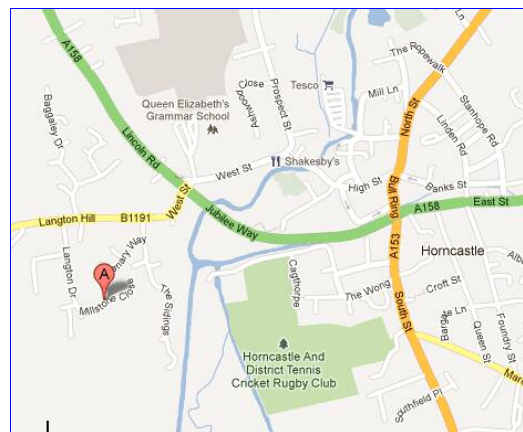 A158
Baggaley Dr
Lincoln Rd
Queen Elizabeth's
Grammar School
Close
Ashwood
Prospect St
Tesco
The Ropewalk
Mill Ln
Ln
North St
Stanhope Rd
Linden Rd
West St
Shakesby's
High St
Bull Ring
Banks St
A158
East St
Langton Hill
B1191
West St
Jubilee Way
A153
Horncastle
Langton Dr
A
Millstone Close
The Sidings
Cagthorpe
The Wong
South St
Croft St
Queen St
Foundry St
Horncastle And
District Tennis
Cricket Rugby Club
Southfield Pl